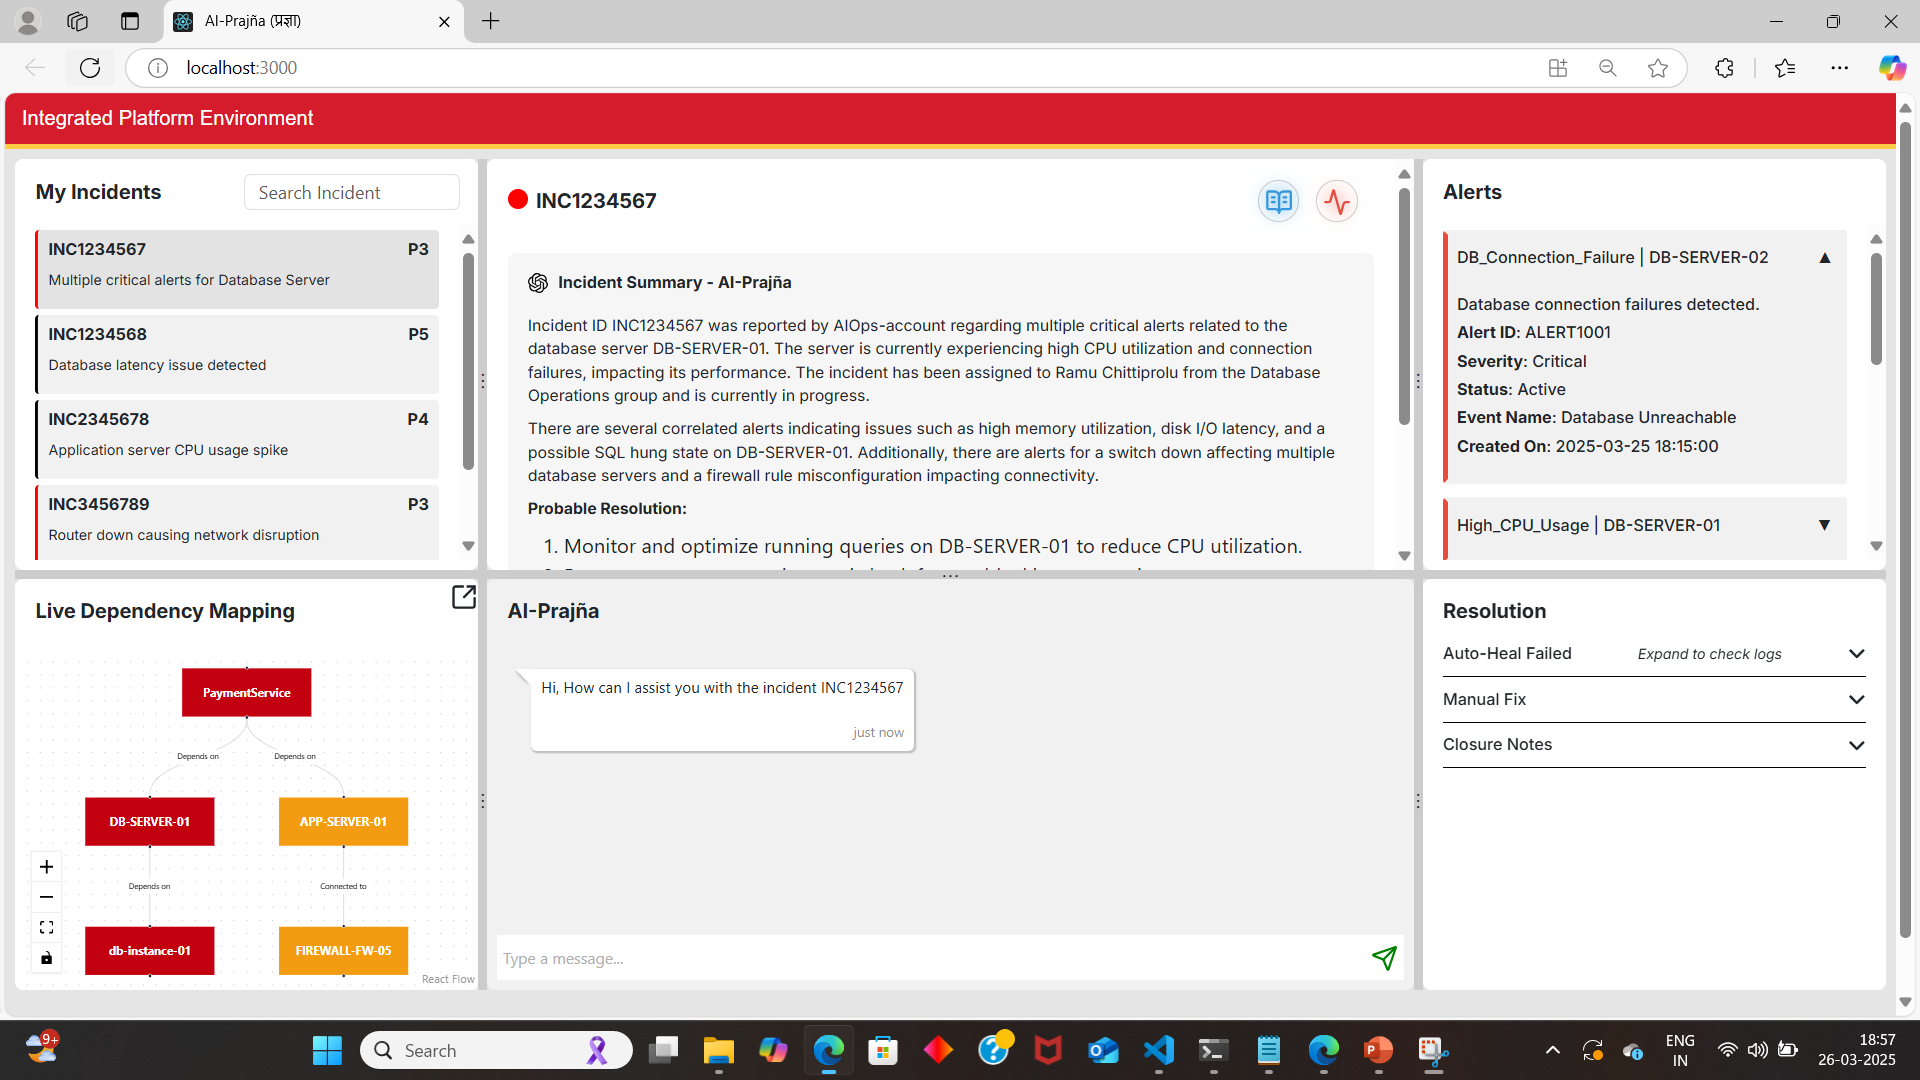 AI-Prajña (प्रज्ञा)
localhost:3000
Integrated Platform Environment
My Incidents
Search Incident
INC1234567 P3
Multiple critical alerts for Database Server
INC1234568 P5
Database latency issue detected
INC2345678 P4
Application server CPU usage spike
INC3456789 P3
Router down causing network disruption
INC1234567
Incident Summary - AI-Prajña
Incident ID INC1234567 was reported by AIOps-account regarding multiple critical alerts related to the
database server DB-SERVER-01. The server is currently experiencing high CPU utilization and connection
failures, impacting its performance. The incident has been assigned to Ramu Chittiprolu from the Database
Operations group and is currently in progress.
There are several correlated alerts indicating issues such as high memory utilization, disk I/O latency, and a
possible SQL hung state on DB-SERVER-01. Additionally, there are alerts for a switch down affecting multiple
database servers and a firewall rule misconfiguration impacting connectivity.
Probable Resolution:
1. Monitor and optimize running queries on DB-SERVER-01 to reduce CPU utilization.
Alerts
DB_Connection_Failure | DB-SERVER-02
Database connection failures detected.
Alert ID: ALERT1001
Severity: Critical
Status: Active
Event Name: Database Unreachable
Created On: 2025-03-25 18:15:00
High_CPU_Usage | DB-SERVER-01
Live Dependency Mapping
PaymentService
Depends on Depends on
DB-SERVER-01 APP-SERVER-01
Depends on Connected to
db-instance-01 FIREWALL-FW-05
React Flow
AI-Prajña
Hi, How can I assist you with the incident INC1234567
just now
Type a message...
Resolution
Auto-Heal Failed Expand to check logs
Manual Fix
Closure Notes
9+
Search
ENG
IN
18:57
26-03-2025